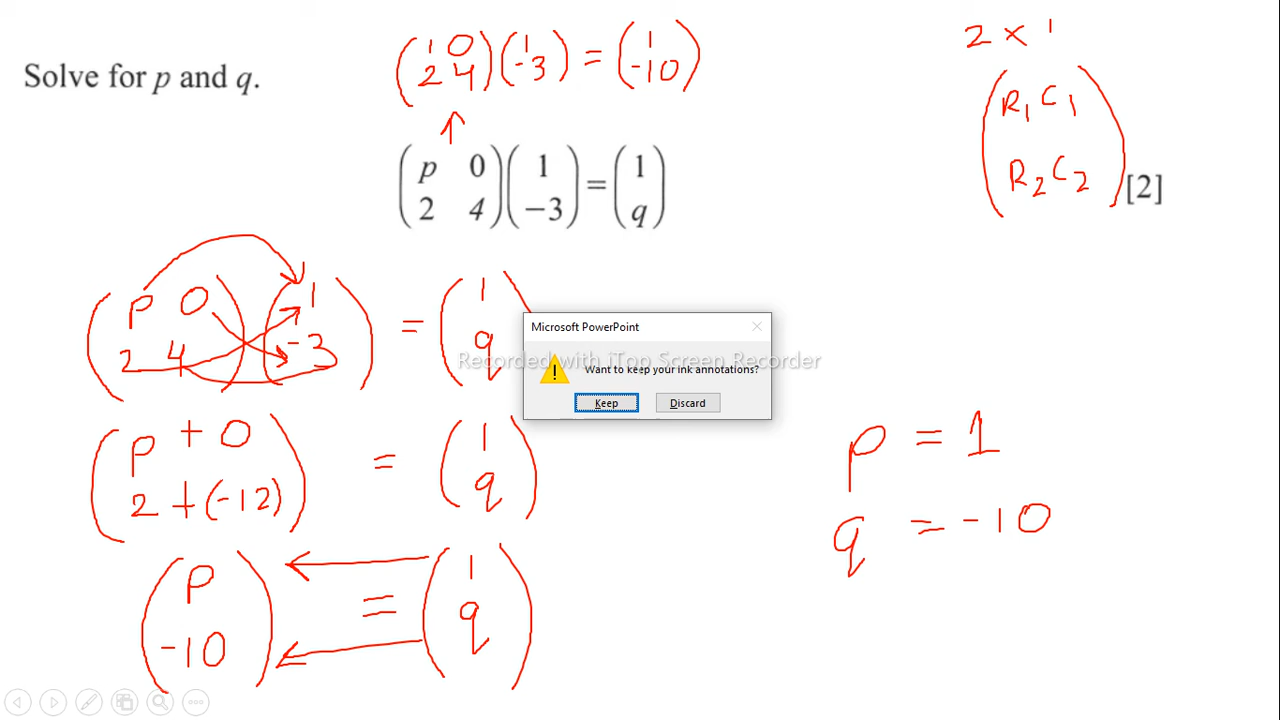 Solve for p and q.
(1 0
2 4)(1
-3) = (1
-10)
↑
(p 0
2 4)(1
-3) = (1
q)
2 × 1
(R₁C₁
R₂C₂)
[2]
(p 0
2 4)(1
-3) = (1
q
(p + 0
2 + (-12)) = (1
q)
(p
-10) = (1
q)
p = 1
q = -10
Microsoft PowerPoint
Recorded with iTop Screen Recorder
Want to keep your ink annotations?
Keep Discard